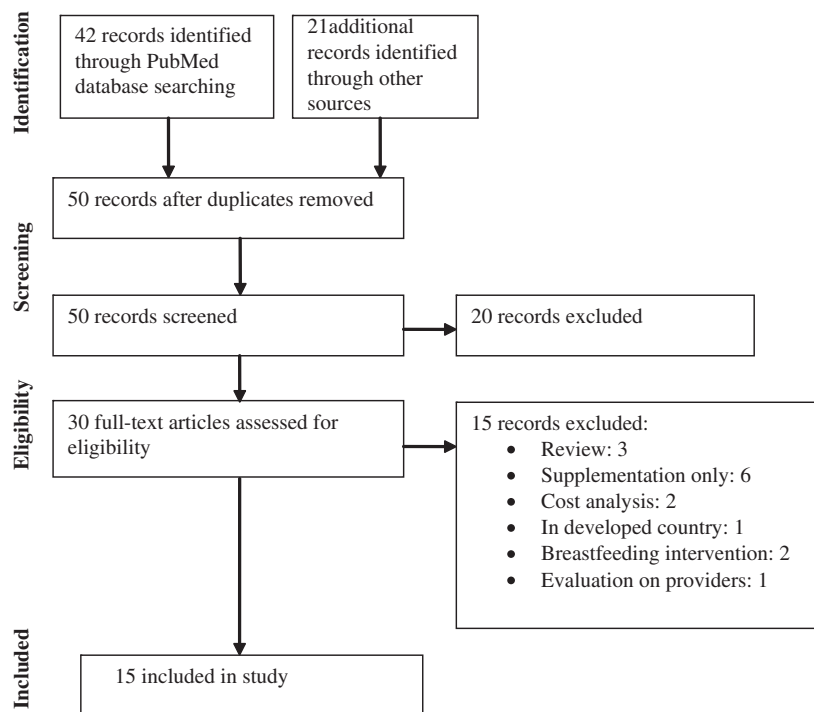 Identification
42 records identified
through PubMed
database searching
21additional
records identified
through other
sources
50 records after duplicates removed
Screening
50 records screened
20 records excluded
Eligibility
30 full-text articles assessed for
eligibility
15 records excluded:
• Review: 3
• Supplementation only: 6
• Cost analysis: 2
• In developed country: 1
• Breastfeeding intervention: 2
• Evaluation on providers: 1
Included
15 included in study